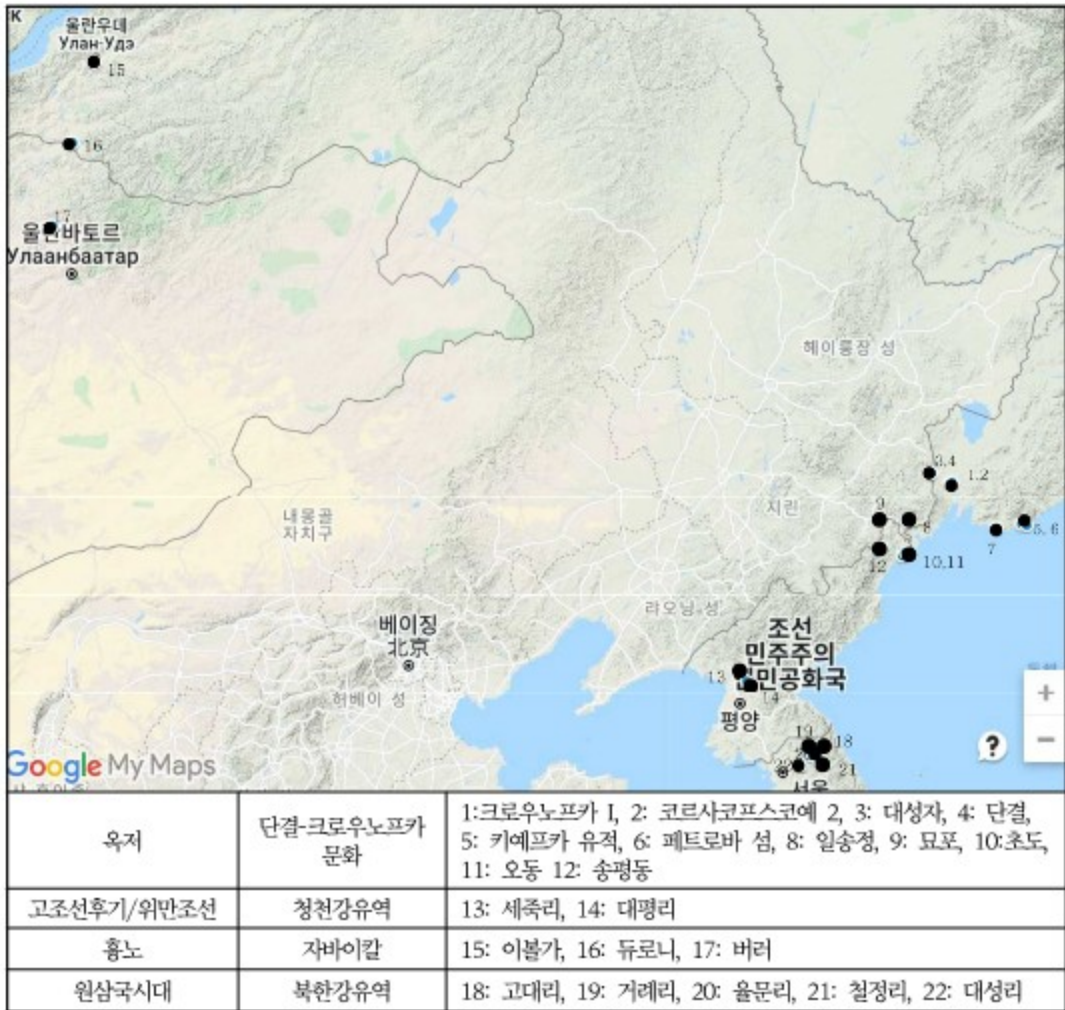 K
울란우데
Улан-Удэ
15
16
17
울란바토르
Улаанбаатар
헤이룽장 성
3,4
1.2
내몽골
자치구
지린
9
8
5, 6
7
12
10,11
랴오닝 성
베이징
北京
조선
민주주의
인민공화국
13
14
허베이 성
평양
19
18
21
서울
Google My Maps
?
+
−
옥저
단결-크로우노프카
문화
1:크로우노프카 I, 2: 코르사코프스코예 2, 3: 대성자, 4: 단결,
5: 키예프카 유적, 6: 페트로바 섬, 8: 일송정, 9: 묘포, 10:초도,
11: 오동 12: 송평동
고조선후기/위만조선
청천강유역
13: 세죽리, 14: 대평리
흉노
자바이칼
15: 이볼가, 16: 듀로니, 17: 버러
원삼국시대
북한강유역
18: 고대리, 19: 거례리, 20: 율문리, 21: 철정리, 22: 대성리